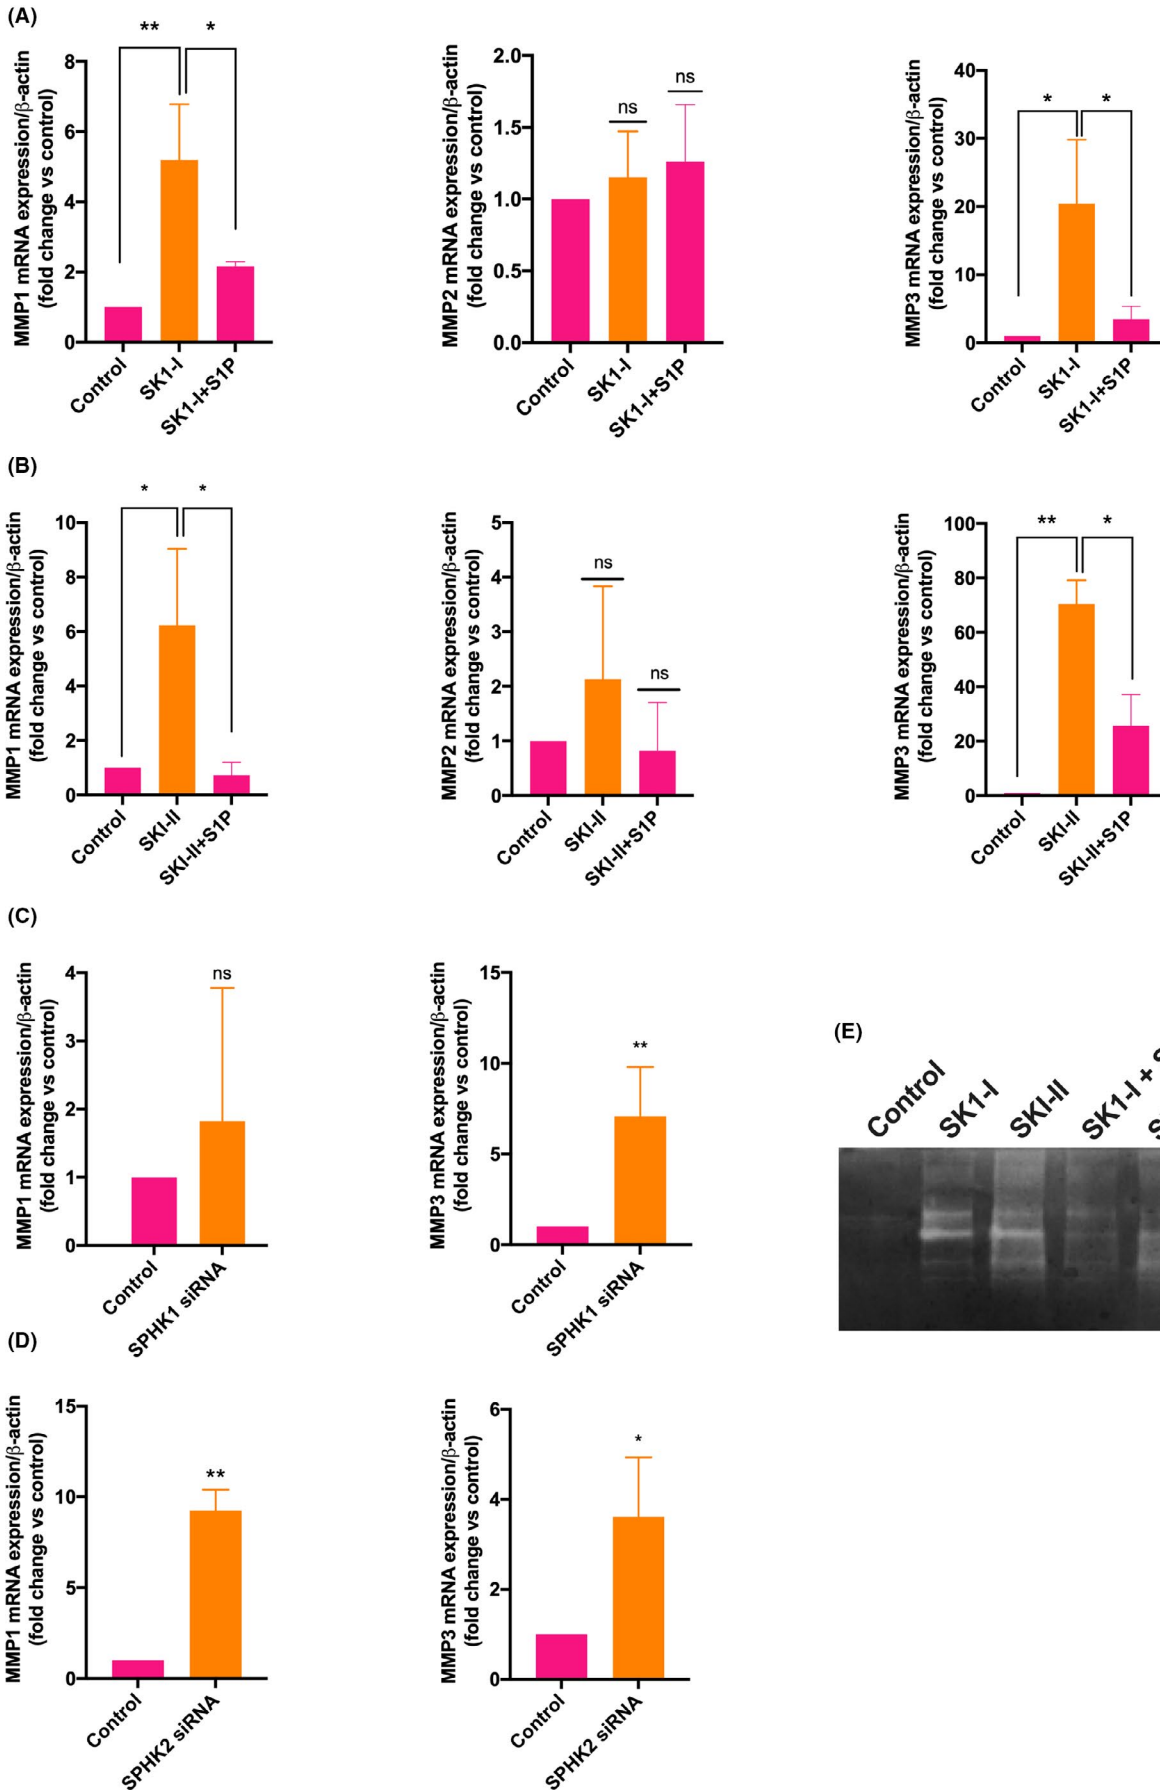 (A)
MMP1 mRNA expression/β-actin
(fold change vs control)
8
6
4
2
0
**
*
Control
SK1-I
SK1-I+S1P
MMP2 mRNA expression/β-actin
(fold change vs control)
2.0
1.5
1.0
0.5
0.0
ns
ns
Control
SK1-I
SK1-I+S1P
MMP3 mRNA expression/β-actin
(fold change vs control)
40
30
20
10
0
*
*
Control
SK1-I
SK1-I+S1P
(B)
MMP1 mRNA expression/β-actin
(fold change vs control)
10
8
6
4
2
0
*
*
Control
SKI-II
SKI-II+S1P
MMP2 mRNA expression/β-actin
(fold change vs control)
5
4
3
2
1
0
ns
ns
Control
SKI-II
SKI-II+S1P
MMP3 mRNA expression/β-actin
(fold change vs control)
100
80
60
40
20
0
**
*
Control
SKI-II
SKI-II+S1P
(C)
MMP1 mRNA expression/β-actin
(fold change vs control)
4
3
2
1
0
ns
Control
SPHK1 siRNA
MMP3 mRNA expression/β-actin
(fold change vs control)
15
10
5
0
**
Control
SPHK1 siRNA
(E)
Control
SK1-I
SKI-II
SK1-I +
(D)
MMP1 mRNA expression/β-actin
(fold change vs control)
15
10
5
0
**
Control
SPHK2 siRNA
MMP3 mRNA expression/β-actin
(fold change vs control)
6
4
2
0
*
Control
SPHK2 siRNA